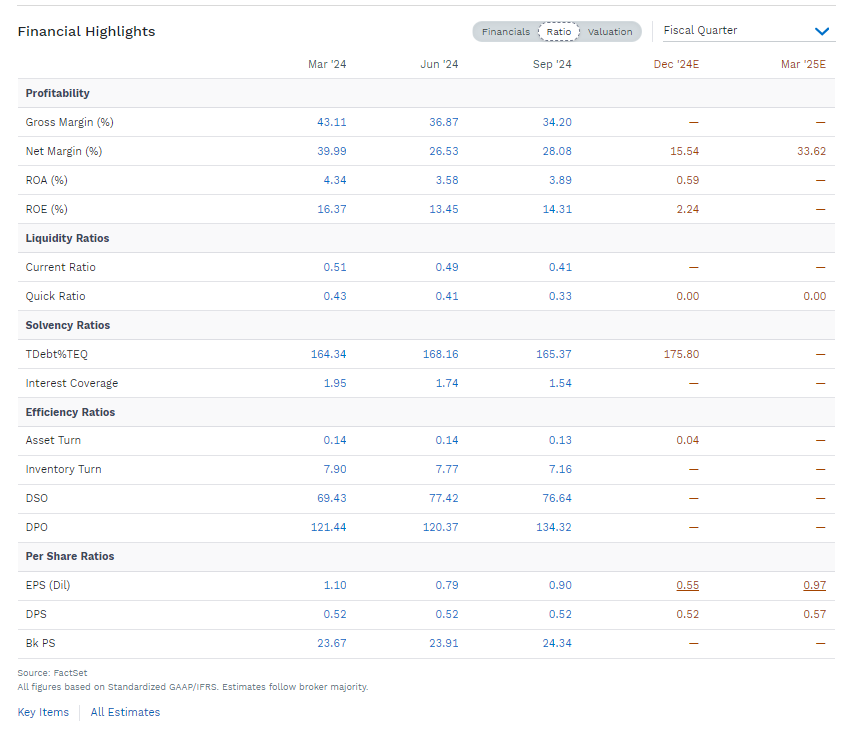 Financial Highlights Financials Ratio Valuation Fiscal Quarter
Mar '24 Jun '24 Sep '24 Dec '24E Mar '25E
Profitability
Gross Margin (%) 43.11 36.87 34.20 — —
Net Margin (%) 39.99 26.53 28.08 15.54 33.62
ROA (%) 4.34 3.58 3.89 0.59 —
ROE (%) 16.37 13.45 14.31 2.24 —
Liquidity Ratios
Current Ratio 0.51 0.49 0.41 — —
Quick Ratio 0.43 0.41 0.33 0.00 0.00
Solvency Ratios
TDebt%TEQ 164.34 168.16 165.37 175.80 —
Interest Coverage 1.95 1.74 1.54 — —
Efficiency Ratios
Asset Turn 0.14 0.14 0.13 0.04 —
Inventory Turn 7.90 7.77 7.16 — —
DSO 69.43 77.42 76.64 — —
DPO 121.44 120.37 134.32 — —
Per Share Ratios
EPS (Dil) 1.10 0.79 0.90 0.55 0.97
DPS 0.52 0.52 0.52 0.52 0.57
Bk PS 23.67 23.91 24.34 — —
Source: FactSet
All figures based on Standardized GAAP/IFRS. Estimates follow broker majority.
Key Items All Estimates